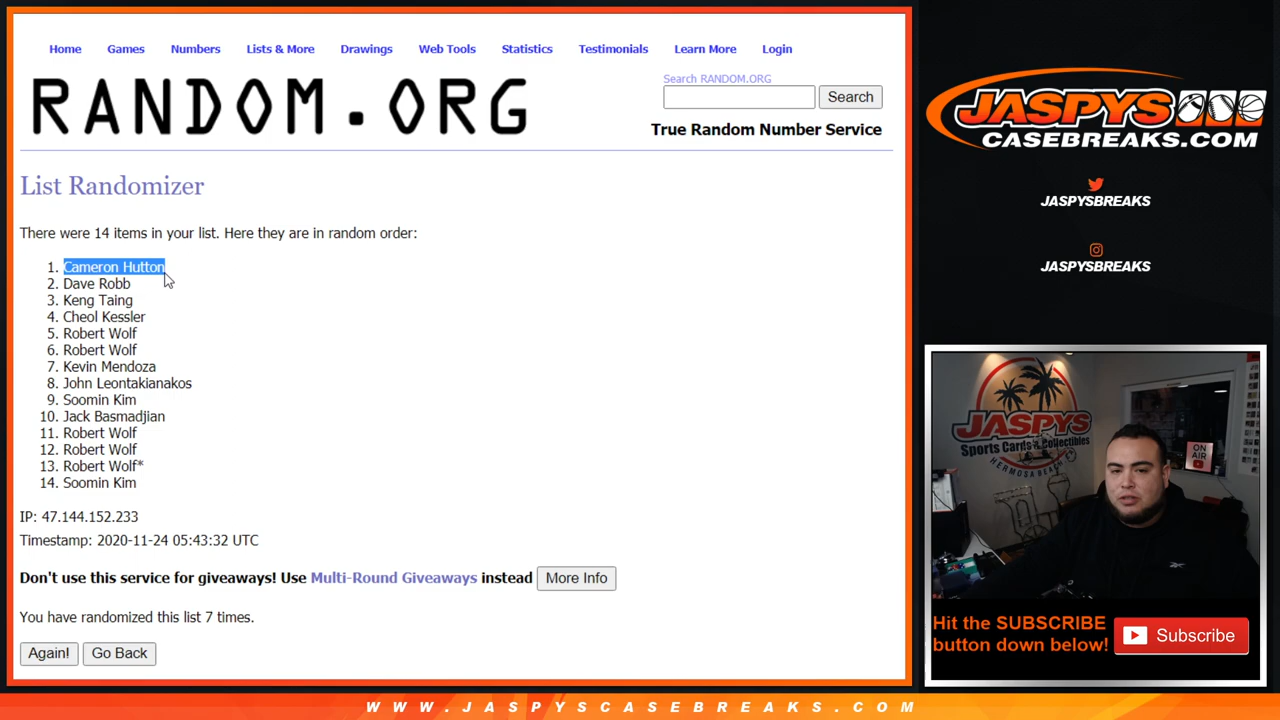 Home Games Numbers Lists & More Drawings Web Tools Statistics Testimonials Learn More Login
RANDOM.ORG
Search RANDOM.ORG
Search
True Random Number Service
List Randomizer
There were 14 items in your list. Here they are in random order:
1. Cameron Hutton
2. Dave Robb
3. Keng Taing
4. Cheol Kessler
5. Robert Wolf
6. Robert Wolf
7. Kevin Mendoza
8. John Leontakianakos
9. Soomin Kim
10. Jack Basmadjian
11. Robert Wolf
12. Robert Wolf
13. Robert Wolf*
14. Soomin Kim
IP: 47.144.152.233
Timestamp: 2020-11-24 05:43:32 UTC
Don't use this service for giveaways! Use Multi-Round Giveaways instead More Info
You have randomized this list 7 times.
Again! Go Back
JASPYS
CASEBREAKS.COM
JASPYSBREAKS
JASPYSBREAKS
JASPYS
Sports Cards & Collectibles
HERMOSA BEACH
ON
AIR
Hit the SUBSCRIBE
button down below!
Subscribe
WWW.JASPYSCASEBREAKS.COM